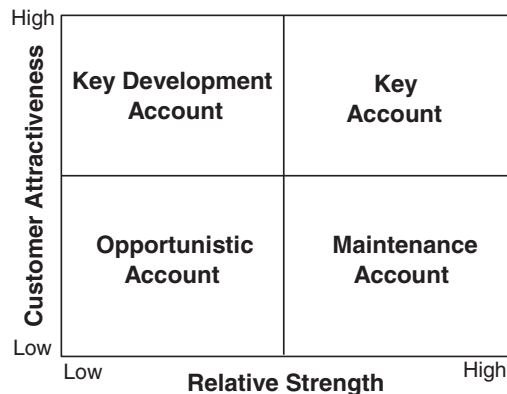 High
Key Development
Account
Key
Account
Customer Attractiveness
Opportunistic
Account
Maintenance
Account
Low
Low
Relative Strength
High